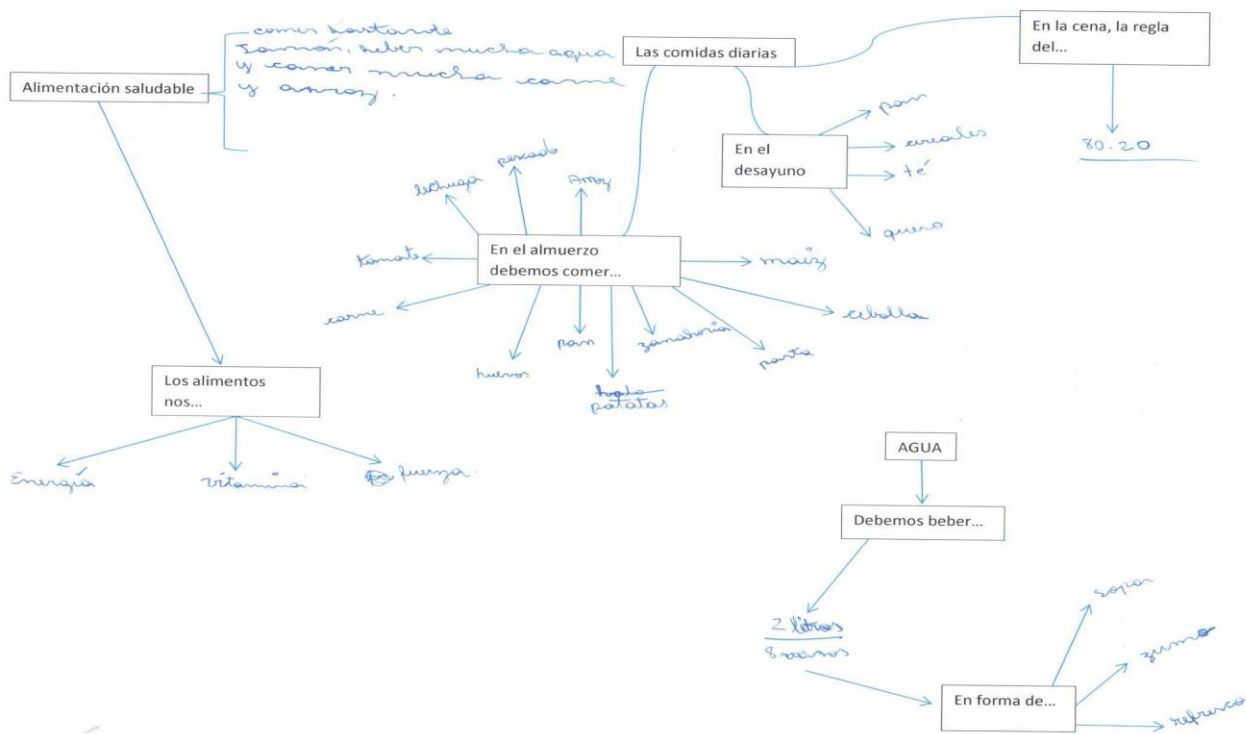 Alimentación saludable
comer bastante
Jamón, beber mucha agua
y comer mucha carne
y arroz.
Las comidas diarias
En la cena, la regla
del...
80.20
En el
desayuno
pan
cereales
té
queso
En el almuerzo
debemos comer...
lechuga
pescado
Arroz
tomate
maíz
carne
cebolla
huevos
pan
zanahoria
pasta
patatas
Los alimentos
nos...
Energía
vitamina
fuerza.
AGUA
Debemos beber...
2 litros
8 vasos
En forma de...
sopa
zumo
refresco